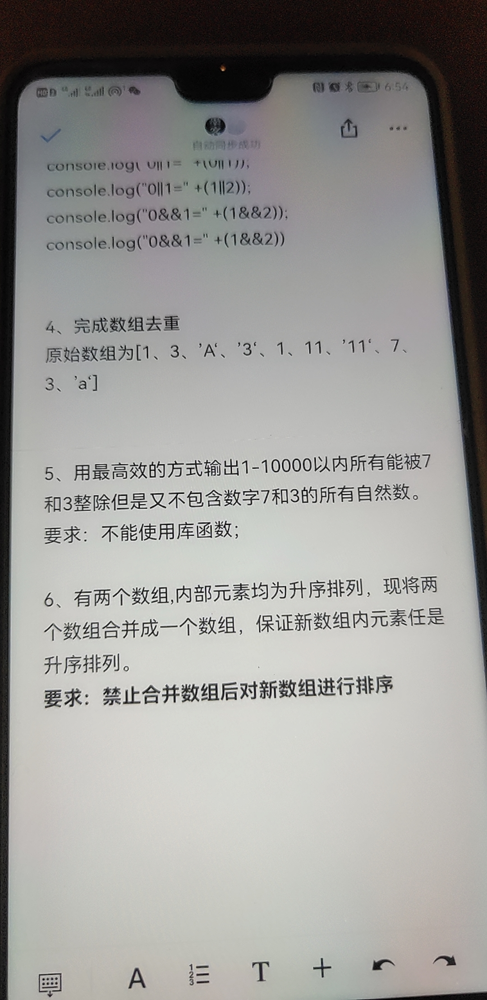 6:54
自动同步成功
console.log("0||1=" +(0||1));
console.log("0||1=" +(1||2));
console.log("0&&1=" +(1&&2));
console.log("0&&1=" +(1&&2))
4、完成数组去重
原始数组为[1、3、’A‘、’3‘、1、11、’11‘、7、
3、’a‘]
5、用最高效的方式输出1-10000以内所有能被7
和3整除但是又不包含数字7和3的所有自然数。
要求：不能使用库函数；
6、有两个数组,内部元素均为升序排列，现将两
个数组合并成一个数组，保证新数组内元素任是
升序排列。
要求：禁止合并数组后对新数组进行排序
A
1
2
3
T